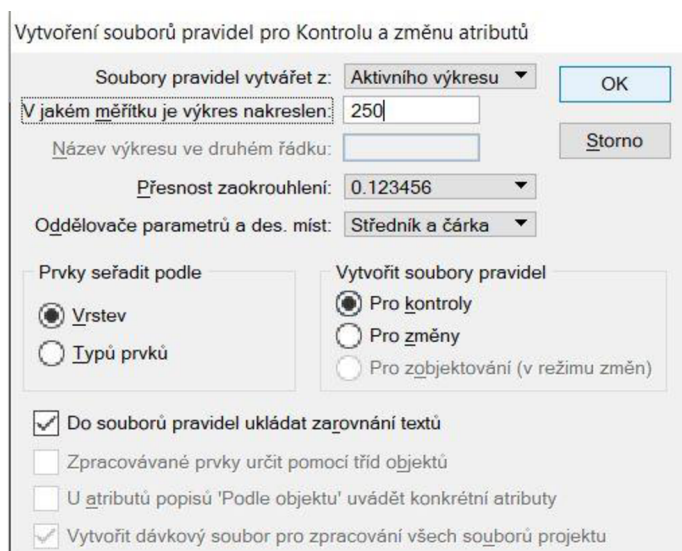 Vytvoření souborů pravidel pro Kontrolu a změnu atributů
Soubory pravidel vytvářet z: Aktivního výkresu
OK
V jakém měřítku je výkres nakreslen: 250
Název výkresu ve druhém řádku:
Storno
Přesnost zaokrouhlení: 0.123456
Oddělovače parametrů a des. míst: Středník a čárka
Prvky seřadit podle
Vrstev
Typů prvků
Vytvořit soubory pravidel
Pro kontroly
Pro změny
Pro zobjektování (v režimu změn)
Do souborů pravidel ukládat zarovnání textů
Zpracovávané prvky určit pomocí tříd objektů
U atributů popisů 'Podle objektu' uvádět konkrétní atributy
Vytvořit dávkový soubor pro zpracování všech souborů projektu